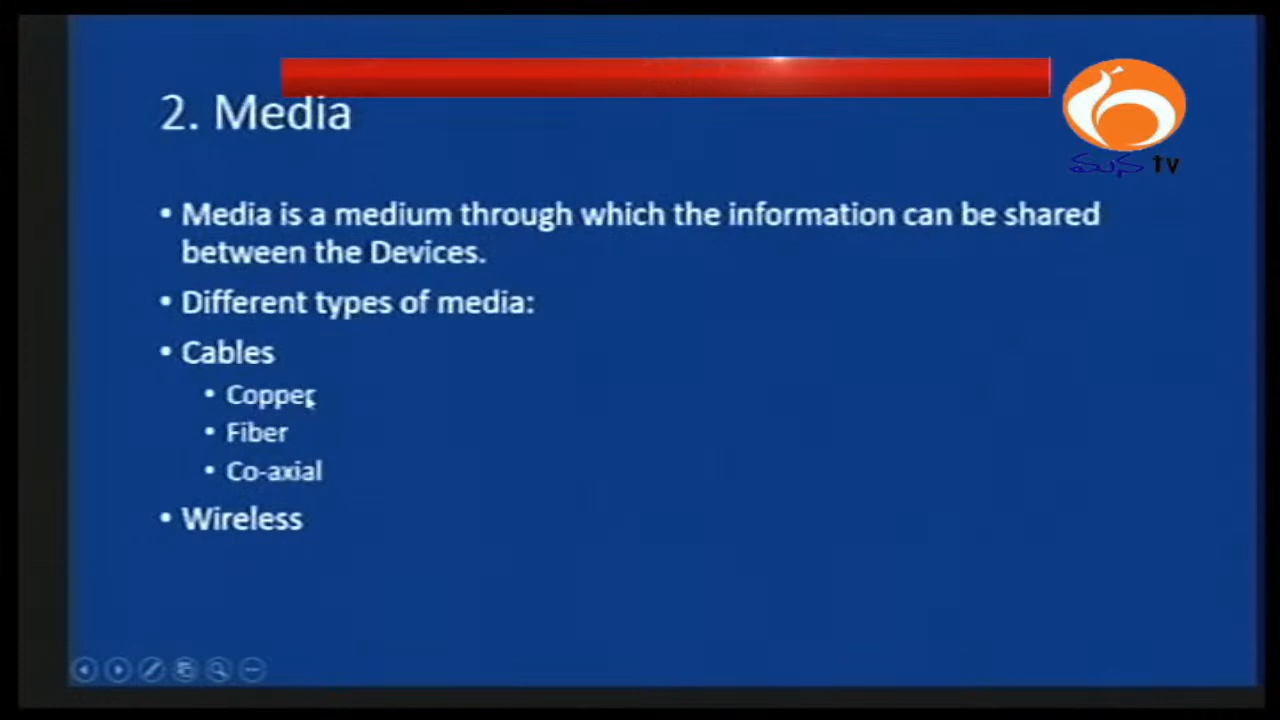 మన tv
2. Media
• Media is a medium through which the information can be shared
between the Devices.
• Different types of media:
• Cables
• Copper
• Fiber
• Co-axial
• Wireless